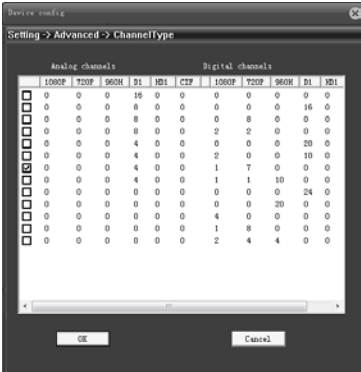 Device config
Setting -> Advanced -> ChannelType
Analog channels Digital channels
1080P 720P 960H D1 HD1 CIF 1080P 720P 960H D1 HD1
0 0 0 16 0 0 0 0 0 0 0
0 0 0 8 0 0 0 0 0 16 0
0 0 0 8 0 0 0 8 0 0 0
0 0 0 8 0 0 2 2 0 0 0
0 0 0 4 0 0 0 0 0 20 0
0 0 0 4 0 0 2 0 0 10 0
0 0 0 4 0 0 1 7 0 0 0
0 0 0 4 0 0 1 1 10 0 0
0 0 0 0 0 0 0 0 0 24 0
0 0 0 0 0 0 0 0 20 0 0
0 0 0 0 0 0 4 0 0 0 0
0 0 0 0 0 0 1 8 0 0 0
0 0 0 0 0 0 2 4 4 0 0
OK Cancel